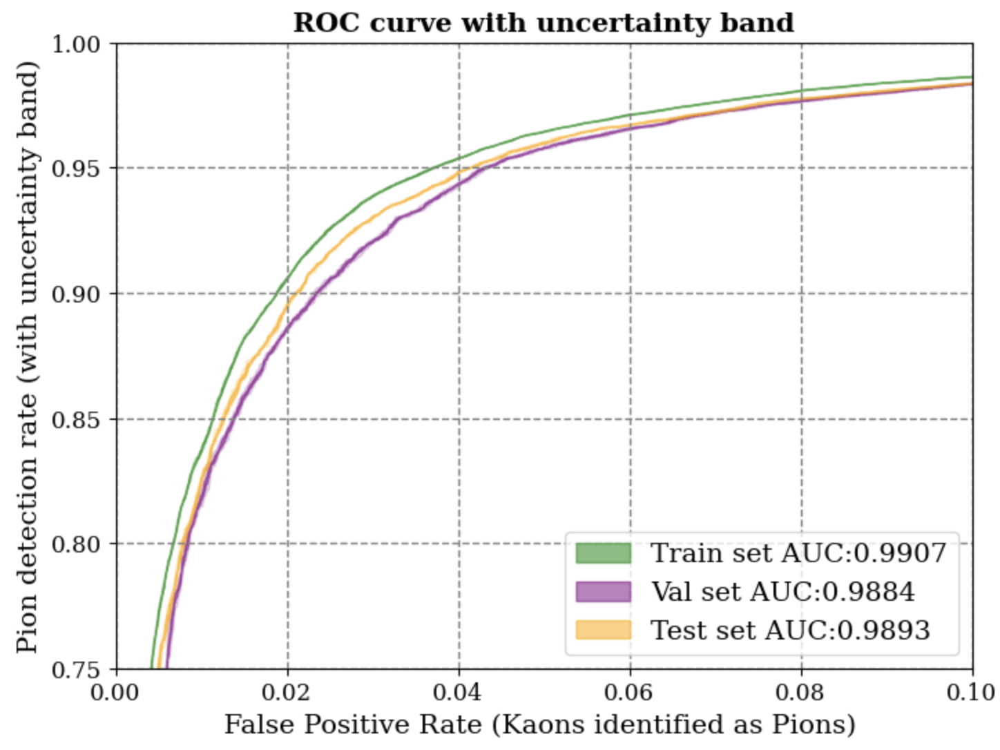 ROC curve with uncertainty band
Pion detection rate (with uncertainty band)
1.00
0.95
0.90
0.85
0.80
0.75
Train set AUC:0.9907
Val set AUC:0.9884
Test set AUC:0.9893
0.00 0.02 0.04 0.06 0.08 0.10
False Positive Rate (Kaons identified as Pions)